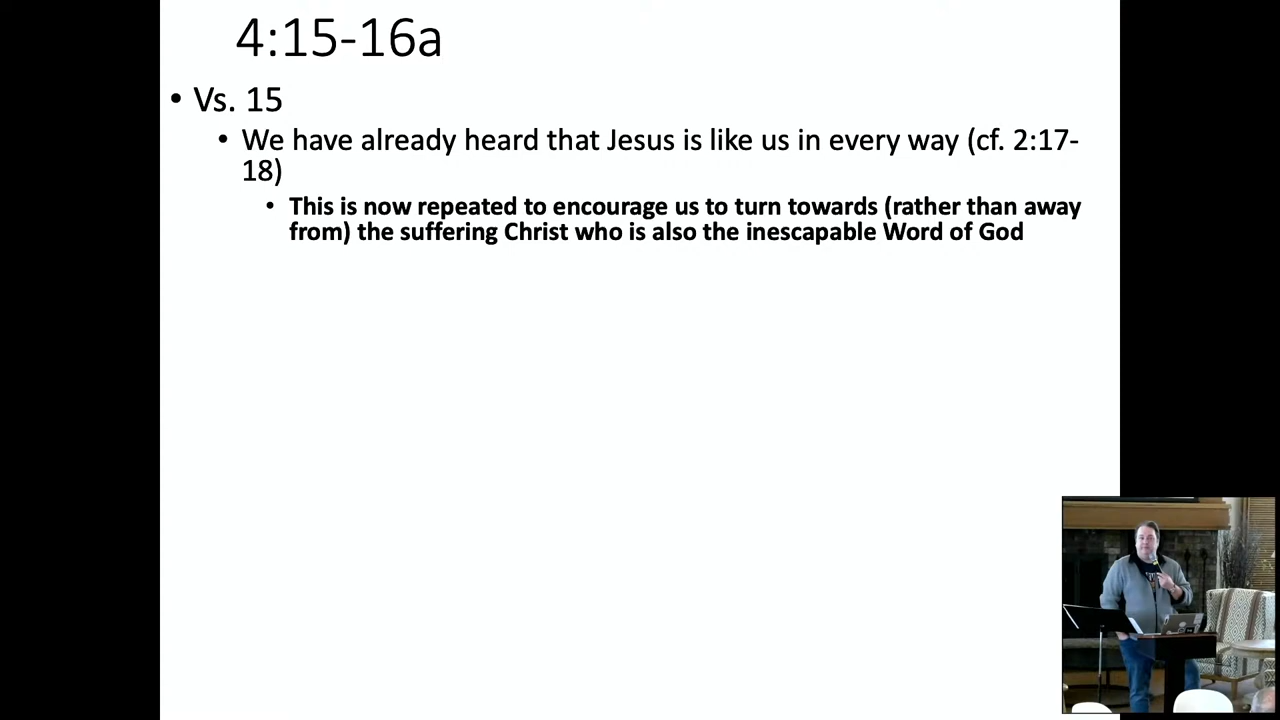 4:15-16a
• Vs. 15
• We have already heard that Jesus is like us in every way (cf. 2:17-
18)
• This is now repeated to encourage us to turn towards (rather than away
from) the suffering Christ who is also the inescapable Word of God